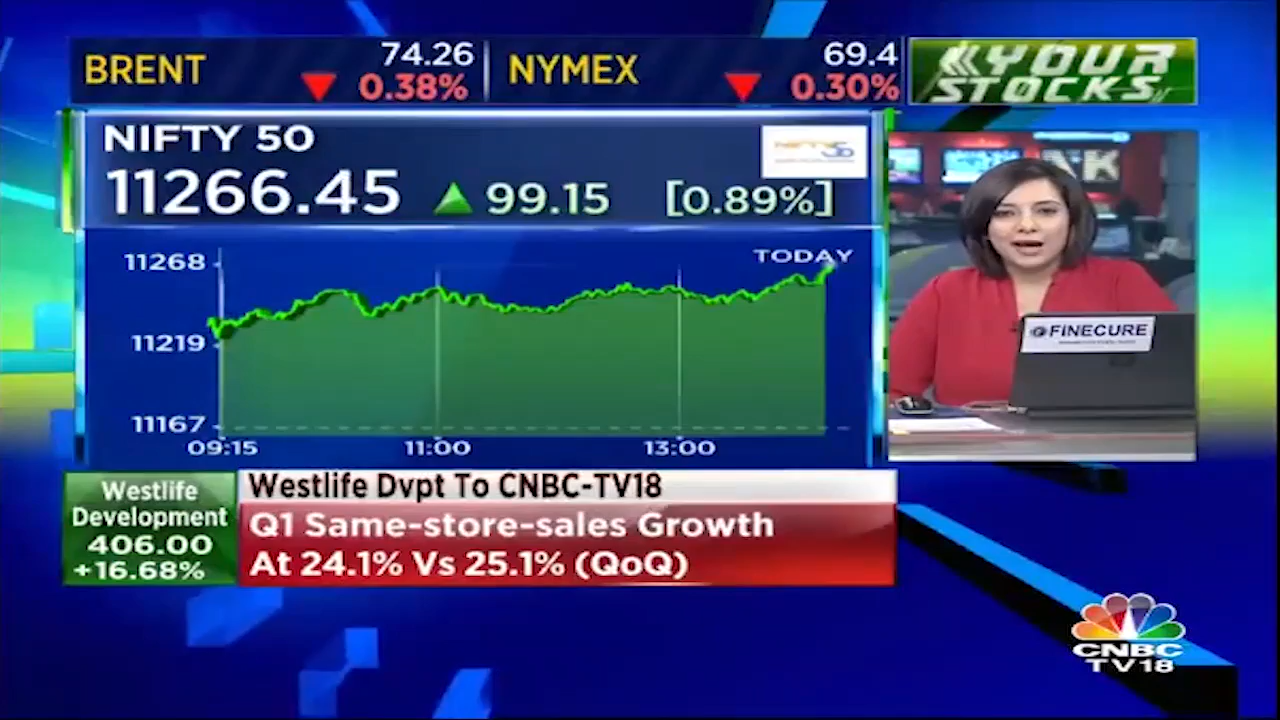 BRENT
74.26
0.38%
NYMEX
69.4
0.30%
YOUR
STOCKS
NIFTY 50
11266.45
99.15 [0.89%]
NIFTY 50
TODAY
11268
11219
11167
09:15
11:00
13:00
FINECURE
Westlife
Development
406.00
+16.68%
Westlife Dvpt To CNBC-TV18
Q1 Same-store-sales Growth
At 24.1% Vs 25.1% (QoQ)
CNBC
TV18